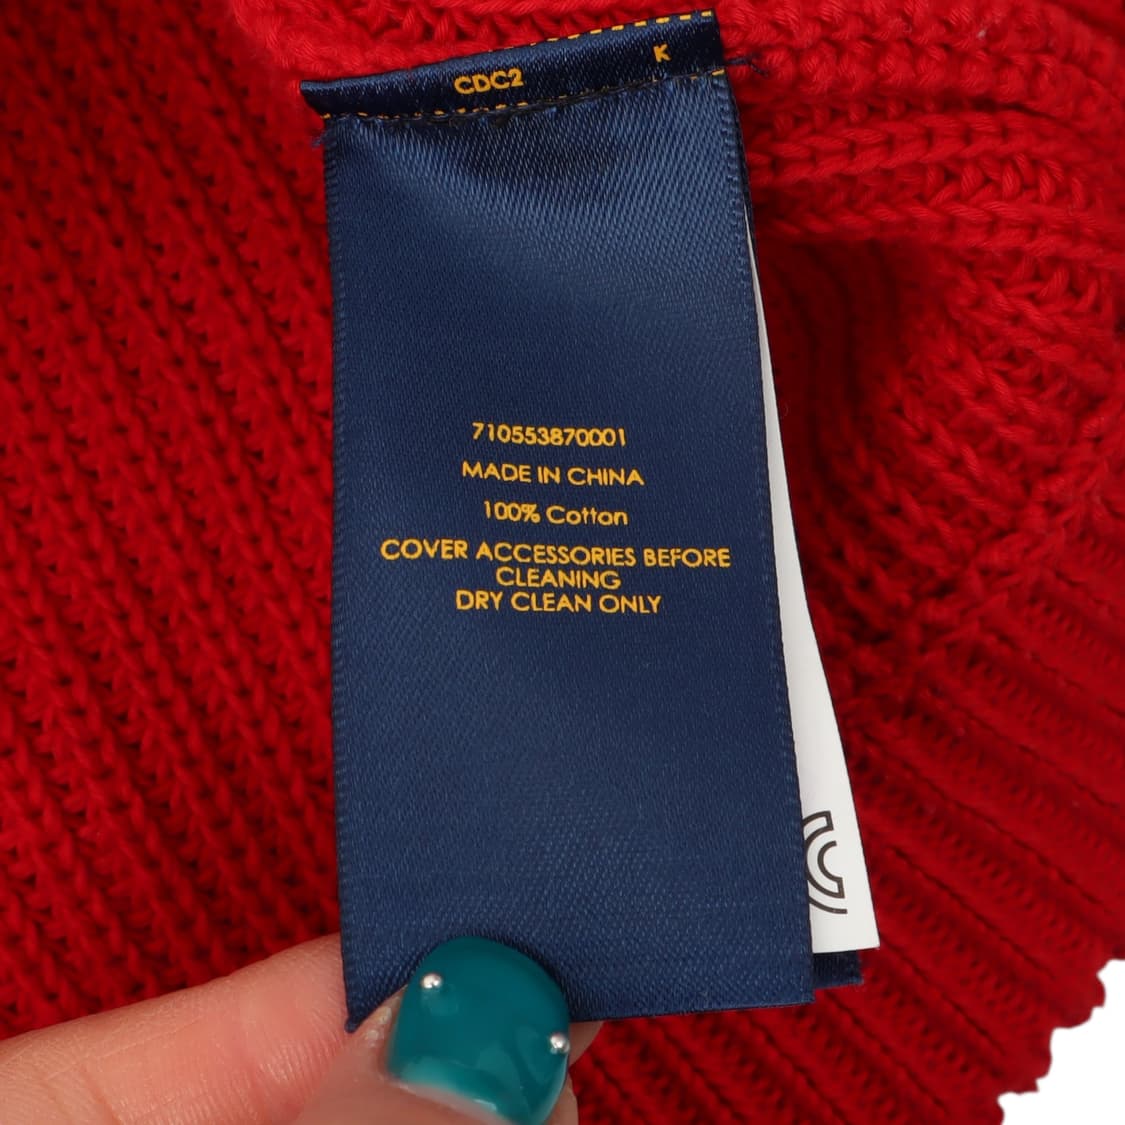 CDC2 K
710553870001
MADE IN CHINA
100% Cotton
COVER ACCESSORIES BEFORE
CLEANING
DRY CLEAN ONLY